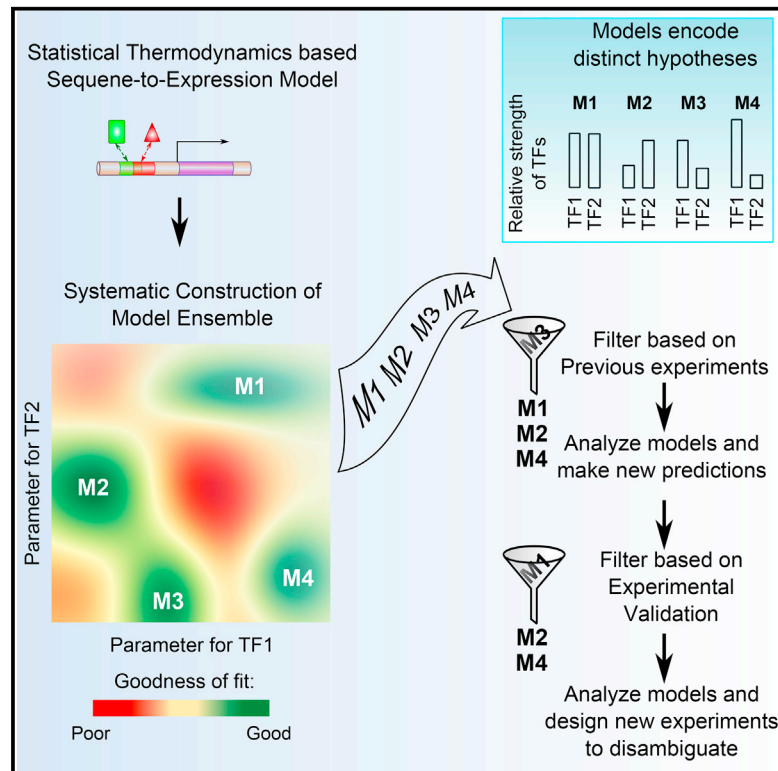 Statistical Thermodynamics based
Sequene-to-Expression Model
Systematic Construction of
Model Ensemble
Parameter for TF2
M1
M2
M3
M4
Parameter for TF1
Goodness of fit:
Poor Good
M1 M2 M3 M4
Models encode
distinct hypotheses
M1 M2 M3 M4
Relative strength
of TFs
TF1 TF2 TF1 TF2 TF1 TF2 TF1 TF2
M3
Filter based on
Previous experiments
M1
M2
M4
Analyze models and
make new predictions
M1
Filter based on
Experimental
Validation
M2
M4
Analyze models and
design new experiments
to disambiguate